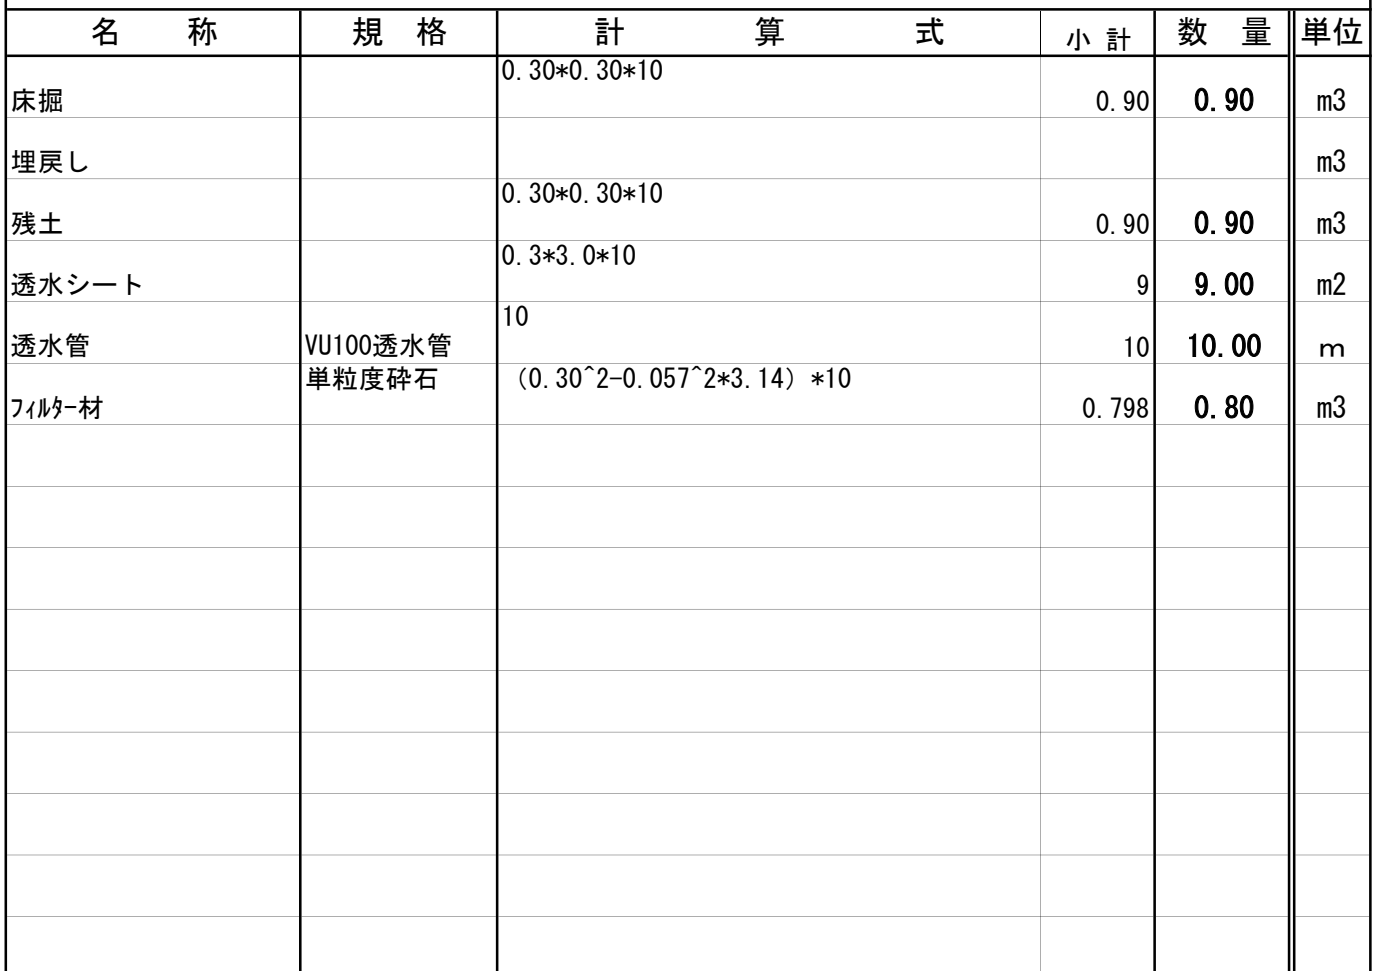 名　称 規 格 計 算 式 小 計 数 量 単位
0.30*0.30*10
床掘 0.90 0.90 m3
埋戻し m3
0.30*0.30*10
残土 0.90 0.90 m3
0.3*3.0*10
透水シート 9 9.00 m2
10
透水管 VU100透水管 10 10.00 ｍ
単粒度砕石 （0.30^2-0.057^2*3.14）*10
ﾌｨﾙﾀｰ材 0.798 0.80 m3